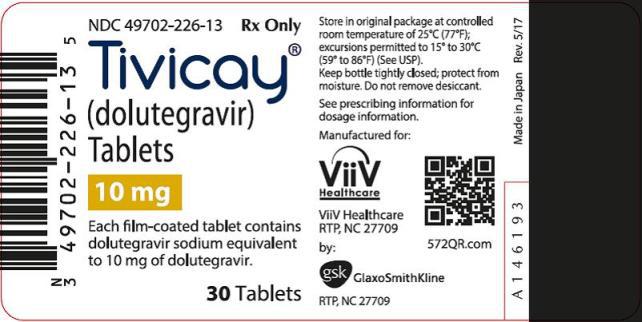 NDC 49702-226-13 Rx Only
Tivicay®
(dolutegravir)
Tablets
10 mg
Each film-coated tablet contains
dolutegravir sodium equivalent
to 10 mg of dolutegravir.
30 Tablets
N 3 49702-226-13 5
Store in original package at controlled
room temperature of 25°C (77°F);
excursions permitted to 15° to 30°C
(59° to 86°F) (See USP).
Keep bottle tightly closed; protect from
moisture. Do not remove desiccant.
See prescribing information for
dosage information.
Manufactured for:
ViiV
Healthcare
ViiV Healthcare
RTP, NC 27709
by:
gsk GlaxoSmithKline
RTP, NC 27709
572QR.com
Made in Japan Rev. 5/17
A146193